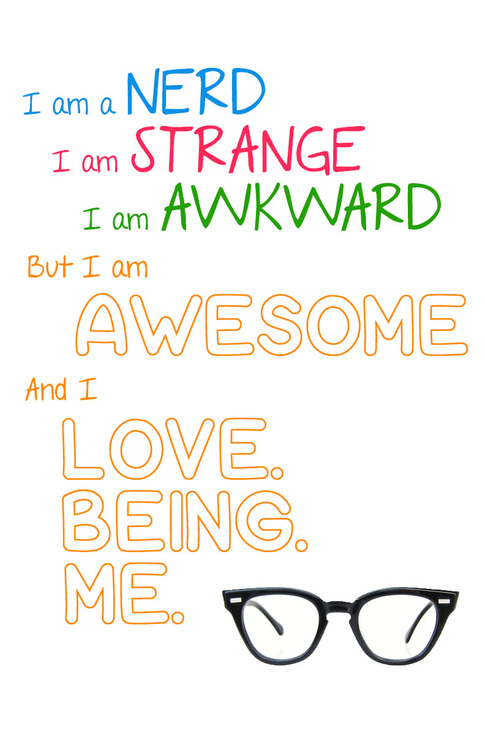 I am a NERD
I am STRANGE
I am AWKWARD
But I am
AWESOME
And I
LOVE.
BEING.
ME.